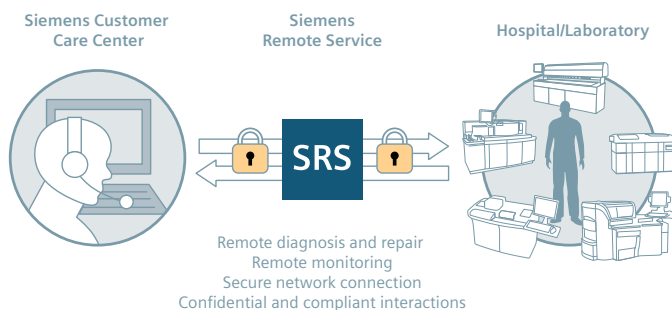 Siemens Customer
Care Center
Siemens
Remote Service
Hospital/Laboratory
SRS
Remote diagnosis and repair
Remote monitoring
Secure network connection
Confidential and compliant interactions